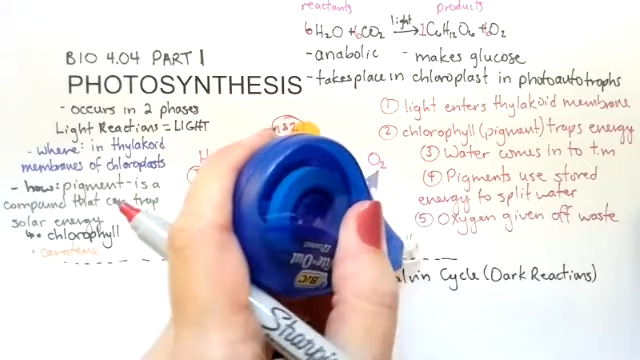 reactants products
6H₂O + 6CO₂ light → 1C₆H₁₂O₆ + 6O₂
- anabolic - makes glucose
- takes place in chloroplast in photoautotrophs
BIO 4.04 PART 1
PHOTOSYNTHESIS
- occurs in 2 phases
Light Reactions = LIGHT
- where: in thylakoid
membranes of chloroplasts
- how: pigment - is a
compound that can trap
solar energy
↳ • chlorophyll
• carotene
O₂
① light enters thylakoid membrane
② chlorophyll (pigment) traps energy
③ Water comes in to t.m
④ Pigments use stored
energy to split water
⑤ Oxygen given off waste
Calvin Cycle (Dark Reactions)
Wite-Out
BIC
Sharpie